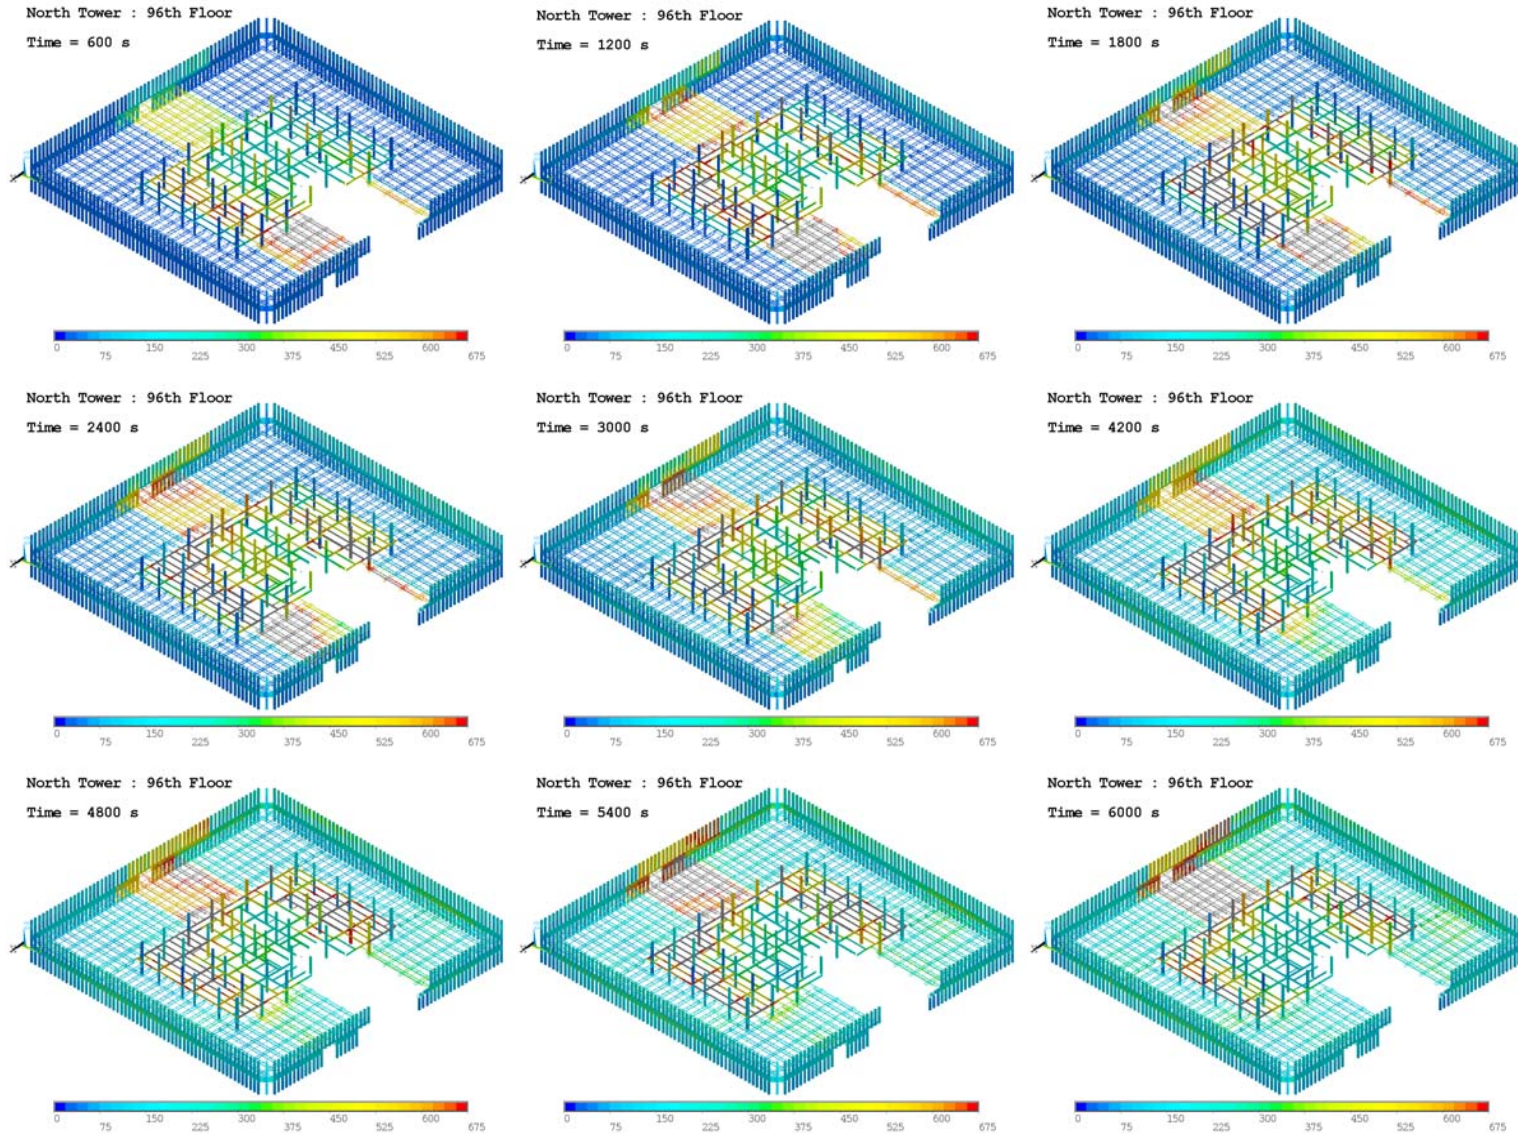 North Tower : 96th Floor
Time = 600 s
0 75 150 225 300 375 450 525 600 675
North Tower : 96th Floor
Time = 1200 s
0 75 150 225 300 375 450 525 600 675
North Tower : 96th Floor
Time = 1800 s
0 75 150 225 300 375 450 525 600 675
North Tower : 96th Floor
Time = 2400 s
0 75 150 225 300 375 450 525 600 675
North Tower : 96th Floor
Time = 3000 s
0 75 150 225 300 375 450 525 600 675
North Tower : 96th Floor
Time = 4200 s
0 75 150 225 300 375 450 525 600 675
North Tower : 96th Floor
Time = 4800 s
0 75 150 225 300 375 450 525 600 675
North Tower : 96th Floor
Time = 5400 s
0 75 150 225 300 375 450 525 600 675
North Tower : 96th Floor
Time = 6000 s
0 75 150 225 300 375 450 525 600 675